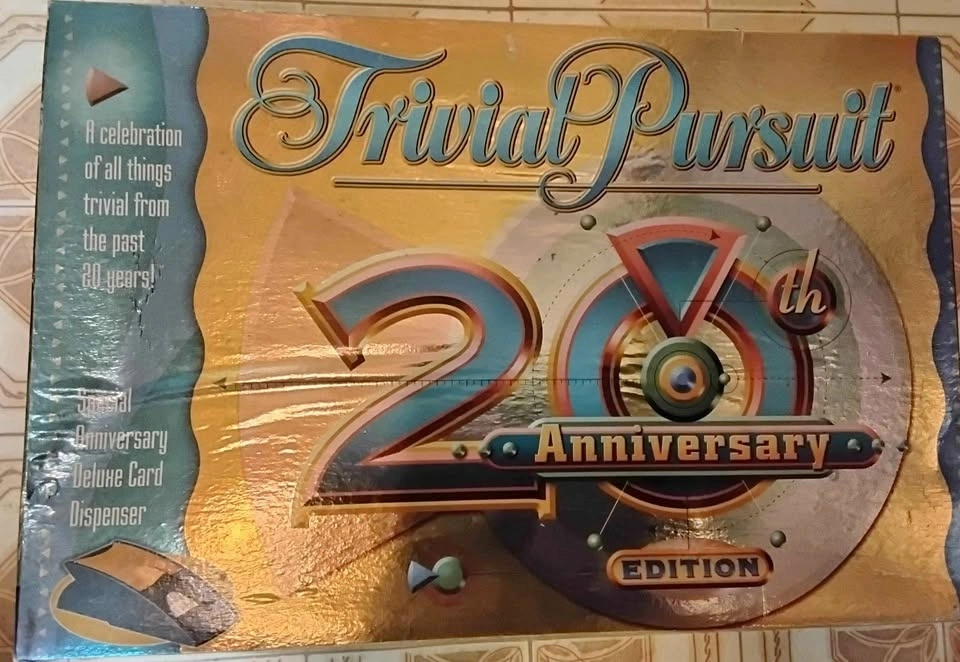 Trivial Pursuit®
A celebration
of all things
trivial from
the past
20 years!
20th
Anniversary
EDITION
Special
Anniversary
Deluxe Card
Dispenser